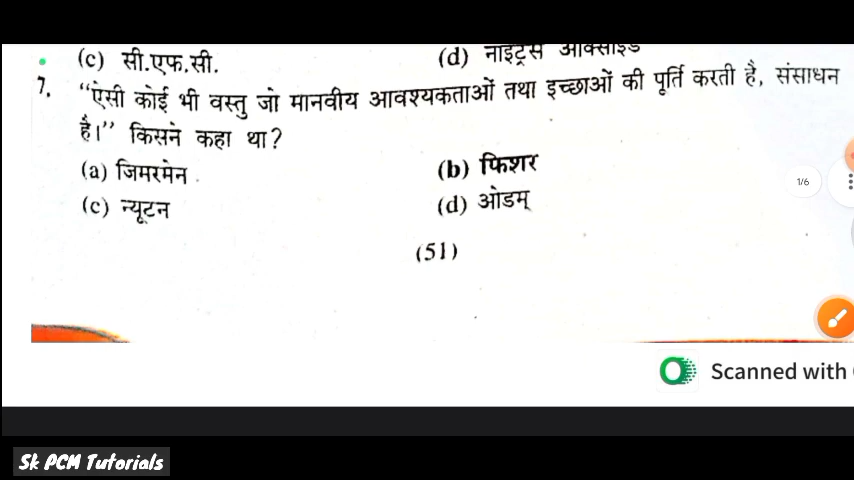 (c) सी.एफ.सी. (d) नाइट्रस ऑक्साइड
7. “ऐसी कोई भी वस्तु जो मानवीय आवश्यकताओं तथा इच्छाओं की पूर्ति करती है, संसाधन
है।” किसने कहा था?
(a) जिमरमेन (b) फिशर
(c) न्यूटन (d) ओडम्
(51)
1/6
Scanned with
Sk PCM Tutorials